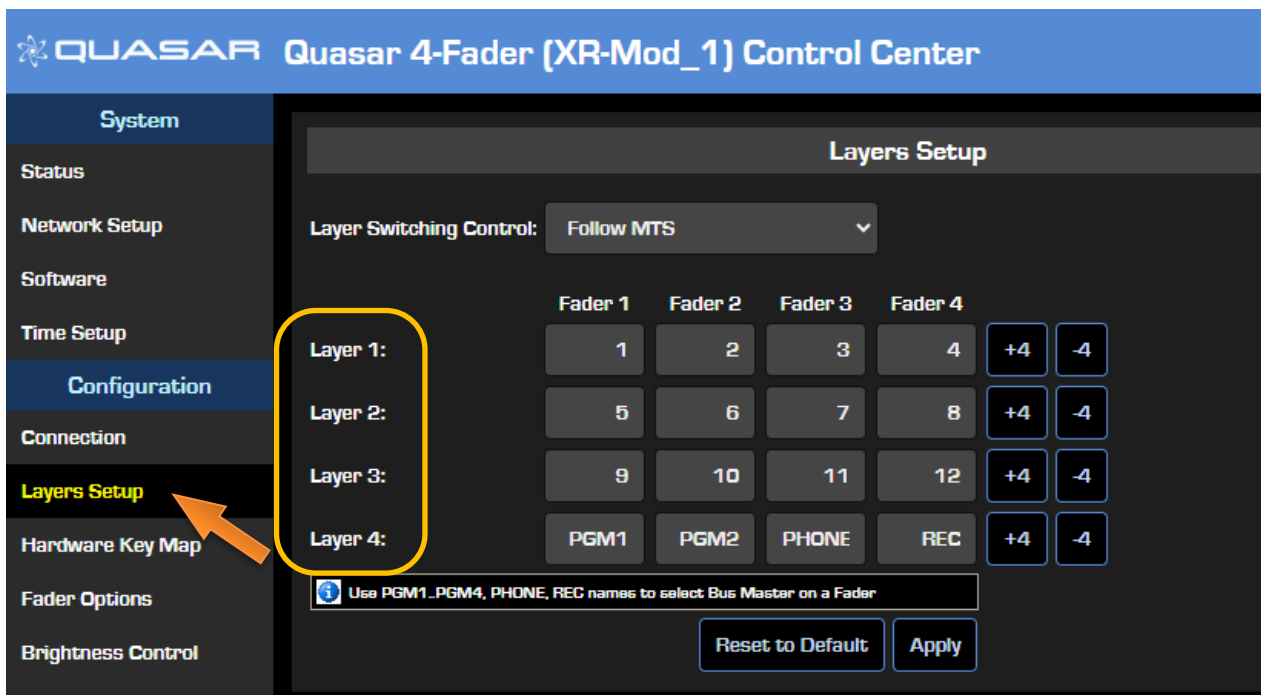 QUASAR Quasar 4-Fader (XR-Mod_1) Control Center
System
Status
Network Setup
Software
Time Setup
Configuration
Connection
Layers Setup
Hardware Key Map
Fader Options
Brightness Control
Layers Setup
Layer Switching Control: Follow MTS
Fader 1 Fader 2 Fader 3 Fader 4
Layer 1: 1 2 3 4 +4 -4
Layer 2: 5 6 7 8 +4 -4
Layer 3: 9 10 11 12 +4 -4
Layer 4: PGM1 PGM2 PHONE REC +4 -4
i Use PGM1..PGM4, PHONE, REC names to select Bus Master on a Fader
Reset to Default Apply